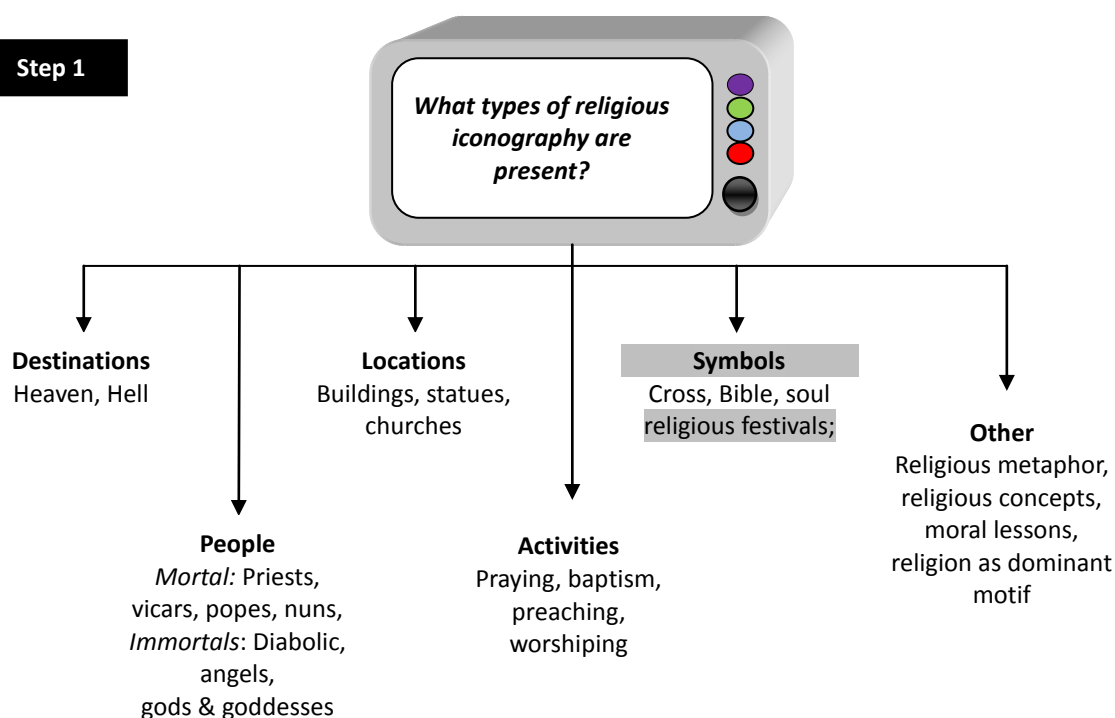 Step 1
What types of religious
iconography are
present?
Destinations
Heaven, Hell
Locations
Buildings, statues,
churches
Symbols
Cross, Bible, soul
religious festivals;
Other
Religious metaphor,
religious concepts,
moral lessons,
religion as dominant
motif
People
Mortal: Priests,
vicars, popes, nuns,
Immortals: Diabolic,
angels,
gods & goddesses
Activities
Praying, baptism,
preaching,
worshiping